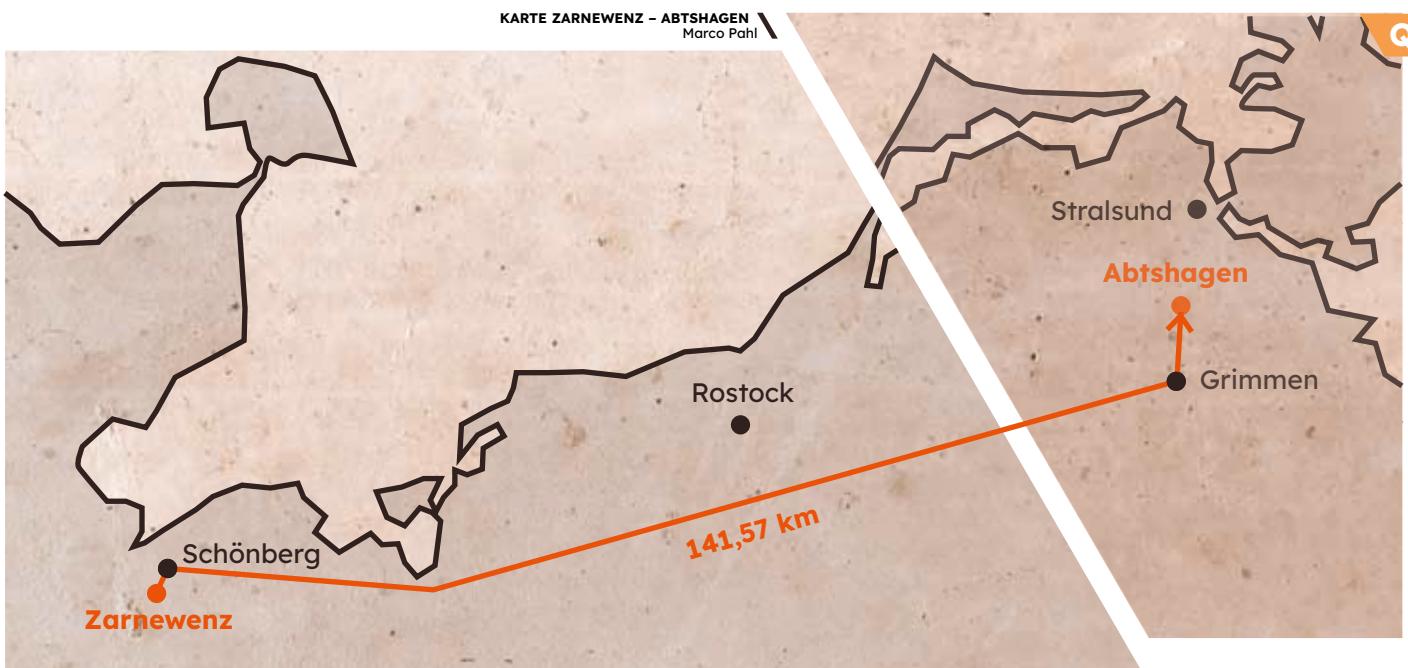 KARTE ZARNEWENZ – ABTSHAGEN
Marco Pahl
Q
Stralsund
Abtshagen
Grimmen
Rostock
141,57 km
Schönberg
Zarnewenz